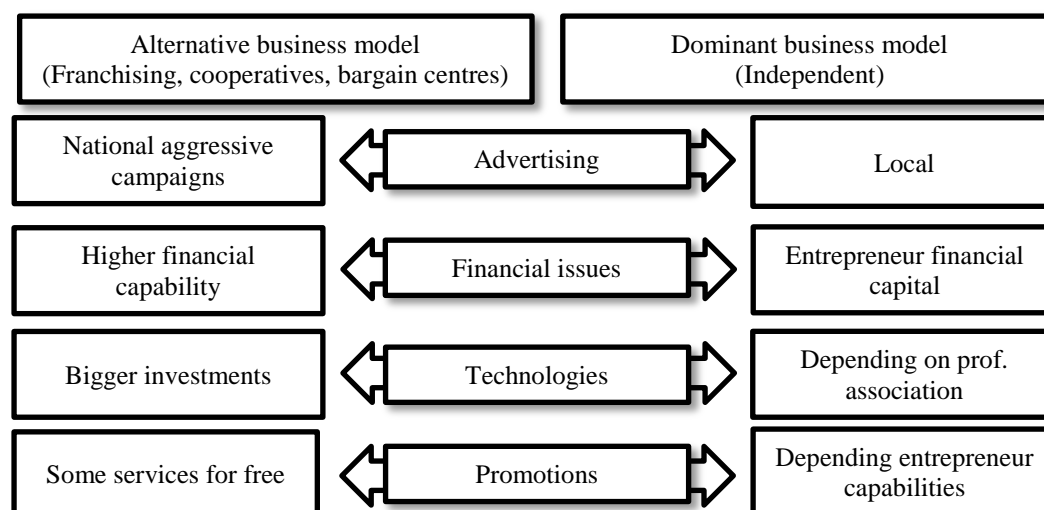 Alternative business model
(Franchising, cooperatives, bargain centres)
Dominant business model
(Independent)
National aggressive
campaigns
Advertising
Local
Higher financial
capability
Financial issues
Entrepreneur financial
capital
Bigger investments
Technologies
Depending on prof.
association
Some services for free
Promotions
Depending entrepreneur
capabilities